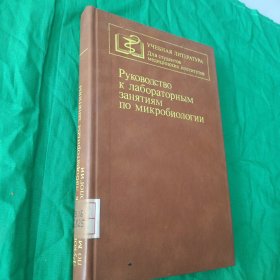 УЧЕБНАЯ ЛИТЕРАТУРА
Для студентов
медицинских институтов
Руководство
к лабораторным
занятиям
по микробиологии